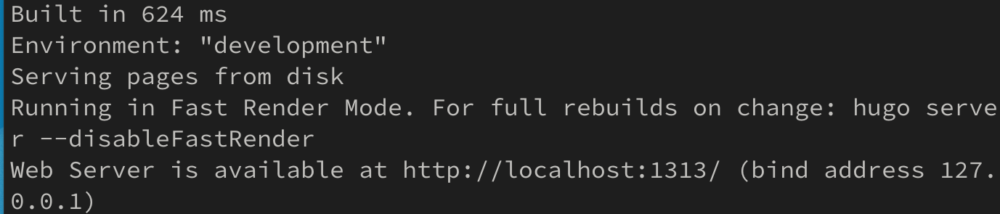 Built in 624 ms
Environment: "development"
Serving pages from disk
Running in Fast Render Mode. For full rebuilds on change: hugo serve
r --disableFastRender
Web Server is available at http://localhost:1313/ (bind address 127.
0.0.1)